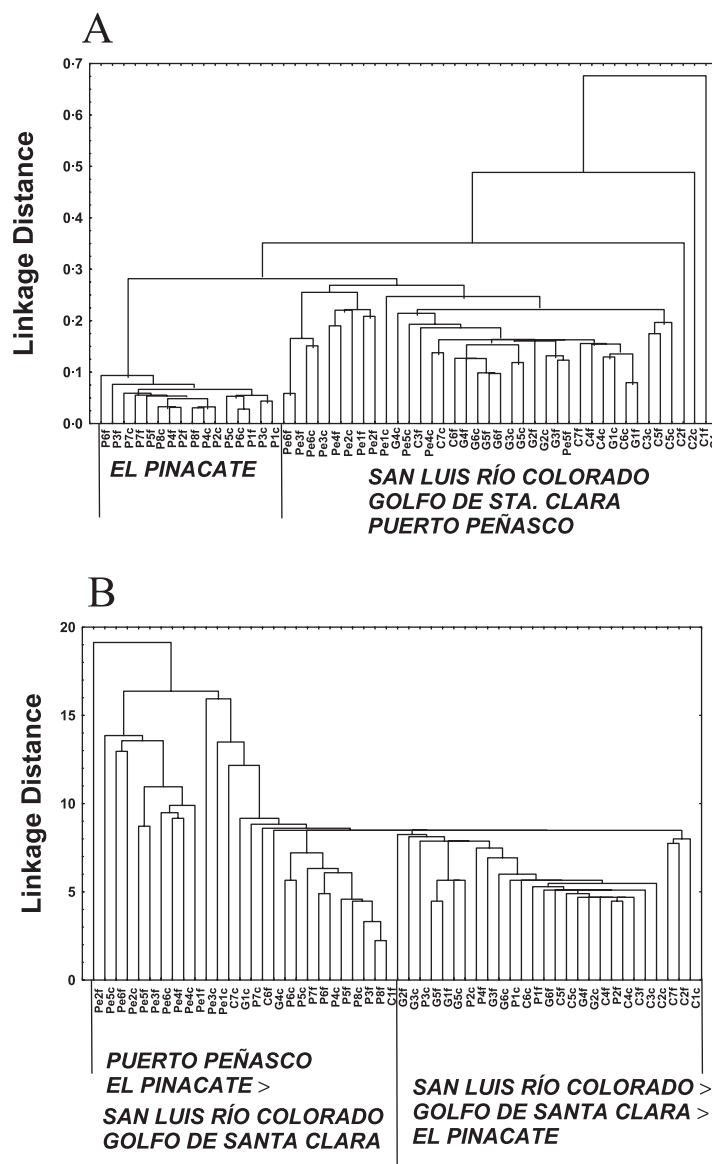 A
Linkage Distance
0·7
0·6
0·5
0·4
0·3
0·2
0·1
0·0
P6f P3f P7c P7f P5f P8c P4f P2f P8f P4c P2c P5c P6c P1f P3c P1c Pe6f Pe3f Pe6c Pe3c Pe4f Pe2c Pe1f Pe2f Pe1c G4c Pe5c C3f Pe4c C7c C6f G4f G6c G5f G6f G3c G5c G2f G2c G3f Pe5f C7f C4f C4c G1c C6c G1f C3c C5f C5c C2f C2c C1f
EL PINACATE
SAN LUIS RÍO COLORADO
GOLFO DE STA. CLARA
PUERTO PEÑASCO
B
Linkage Distance
20
15
10
5
0
Pe2f Pe5c Pe6f Pe2c Pe5f Pe3f Pe6c Pe4f Pe4c Pe1f Pe3c Pe1c C7c G1c P7c C6f G4c P6c P5c P7f P6f P4c P5f P8c P3f P8f C1f G2f G3c P3c G5f G1f G5c P2c P4f G3f G6c P1c C6c P1f G6f C5f C5c G4f G2c C4f P2f C4c C3f C3c C2c C7f C2f C1c
PUERTO PEÑASCO
EL PINACATE >
SAN LUIS RÍO COLORADO
GOLFO DE SANTA CLARA
SAN LUIS RÍO COLORADO >
GOLFO DE SANTA CLARA >
EL PINACATE